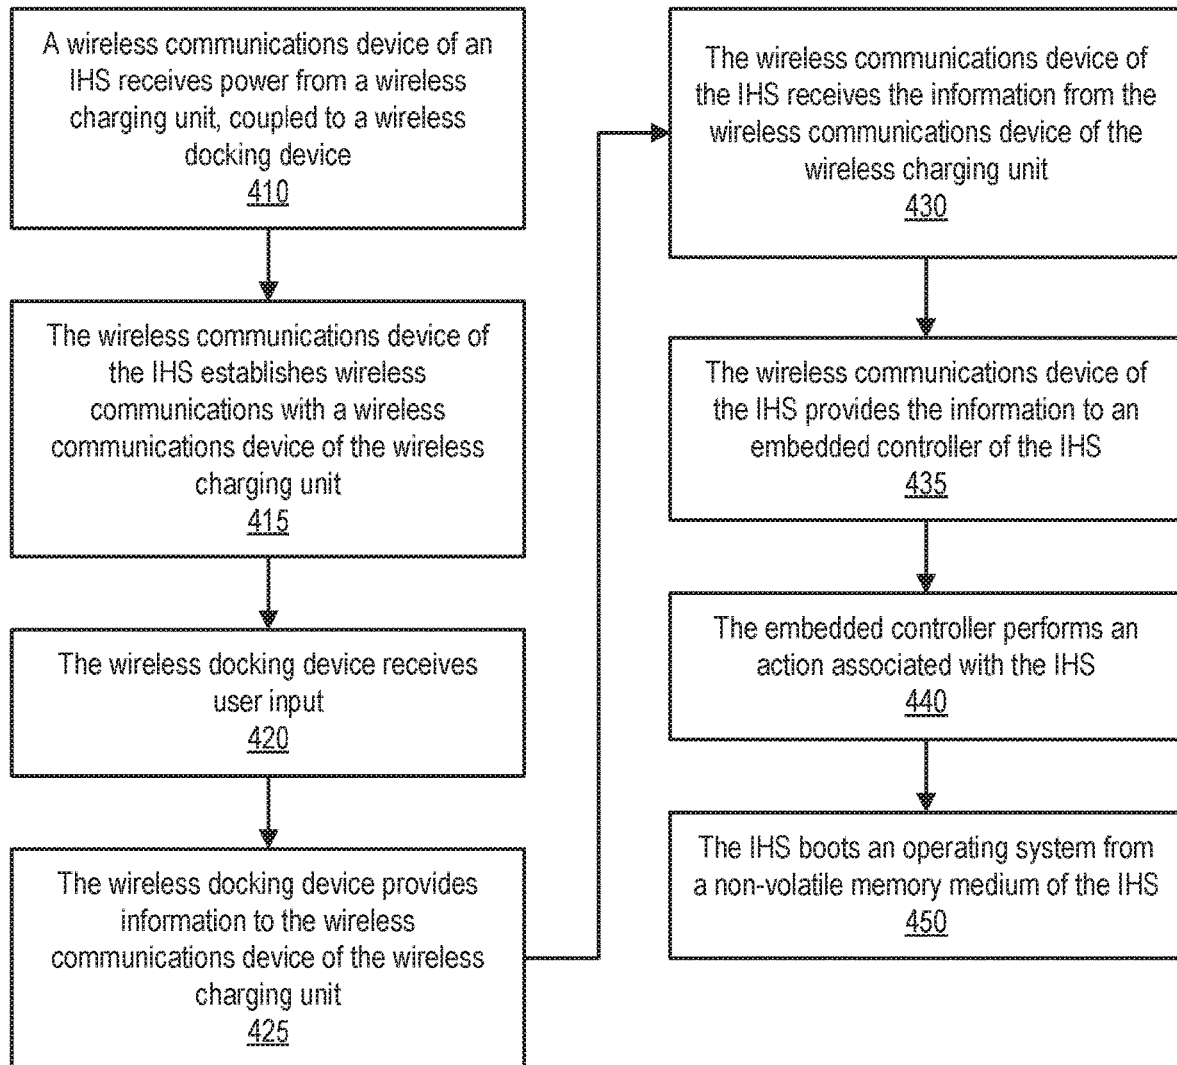 A wireless communications device of an
IHS receives power from a wireless
charging unit, coupled to a wireless
docking device
410
The wireless communications device of
the IHS establishes wireless
communications with a wireless
communications device of the wireless
charging unit
415
The wireless docking device receives
user input
420
The wireless docking device provides
information to the wireless
communications device of the wireless
charging unit
425
The wireless communications device of
the IHS receives the information from the
wireless communications device of the
wireless charging unit
430
The wireless communications device of
the IHS provides the information to an
embedded controller of the IHS
435
The embedded controller performs an
action associated with the IHS
440
The IHS boots an operating system from
a non-volatile memory medium of the IHS
450